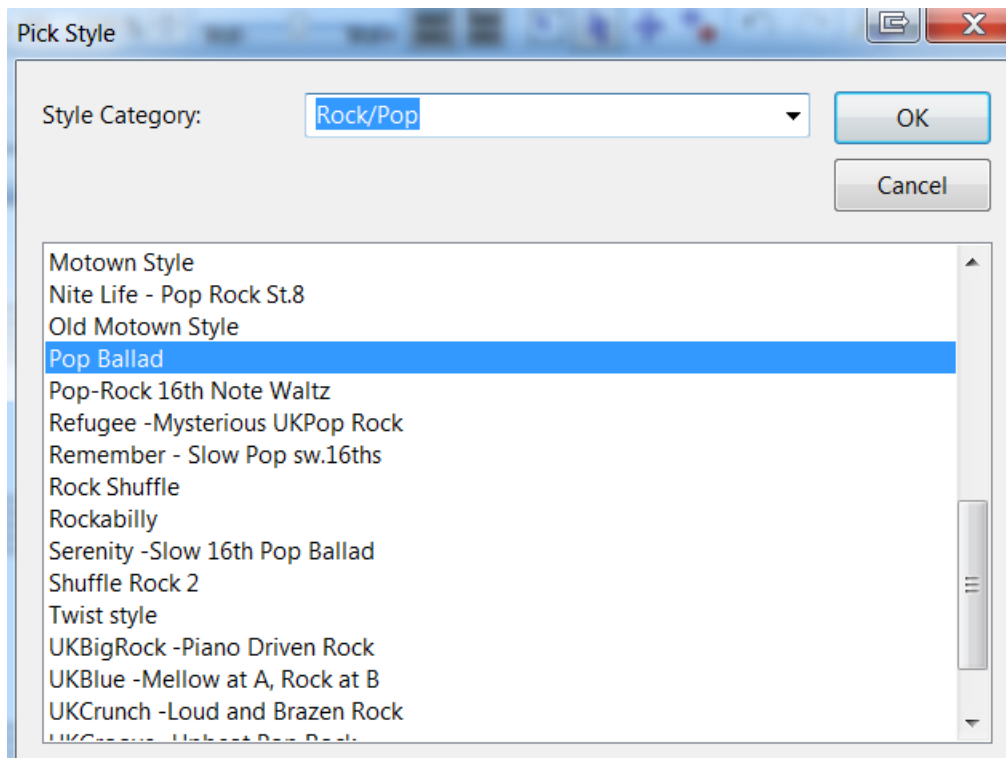 Pick Style
Style Category:
Rock/Pop
OK
Cancel
Motown Style
Nite Life - Pop Rock St.8
Old Motown Style
Pop Ballad
Pop-Rock 16th Note Waltz
Refugee -Mysterious UKPop Rock
Remember - Slow Pop sw.16ths
Rock Shuffle
Rockabilly
Serenity -Slow 16th Pop Ballad
Shuffle Rock 2
Twist style
UKBigRock -Piano Driven Rock
UKBlue -Mellow at A, Rock at B
UKCrunch -Loud and Brazen Rock